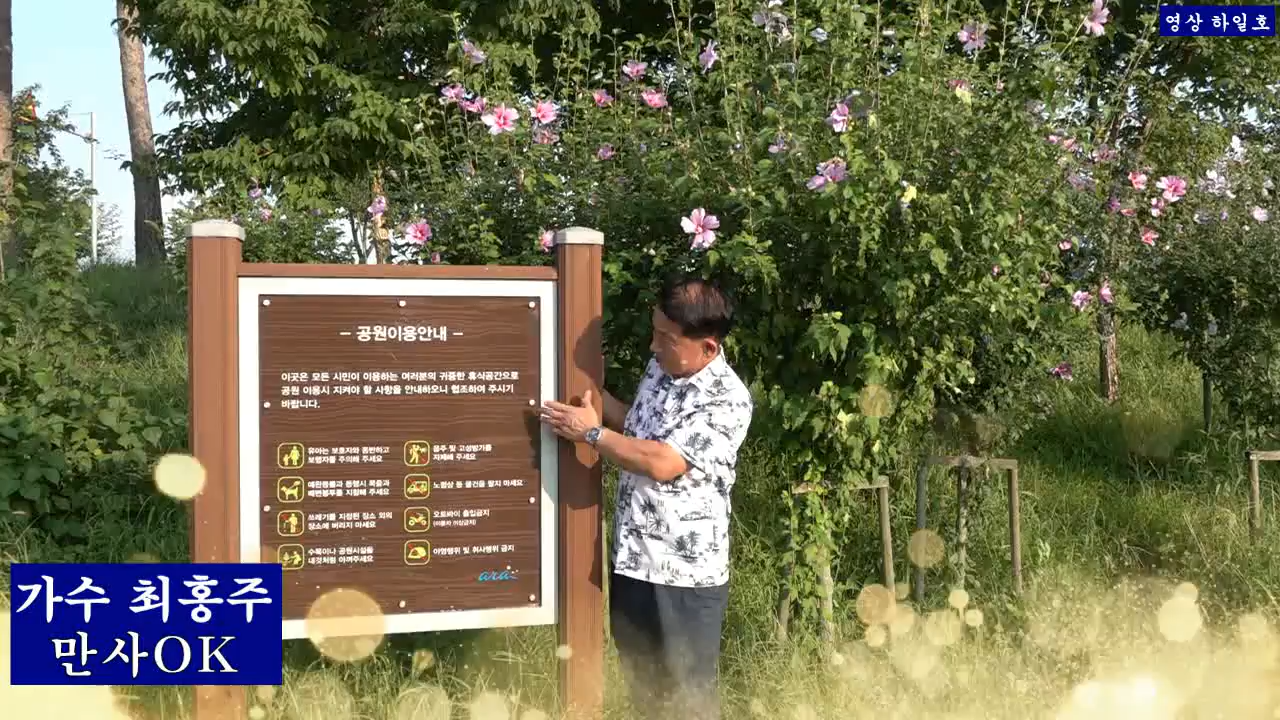 영상 하일호
– 공원이용안내 –
이곳은 모든 시민이 이용하는 여러분의 귀중한 휴식공간으로
공원 이용시 지켜야 할 사항을 안내하오니 협조하여 주시기
바랍니다.
유아는 보호자와 동반하고
보행자를 주의해 주세요
음주 및 고성방가를
자제해 주세요
애완동물과 동행시 목줄과
배변봉투를 지참해 주세요
노점상 등 물건을 팔지 마세요
쓰레기를 지정된 장소 외의
장소에 버리지 마세요
오토바이 출입금지
(이륜차 이상금지)
수목이나 공원시설을
내것처럼 아껴주세요
야영행위 및 취사행위 금지
ara
가수 최홍주
만사OK